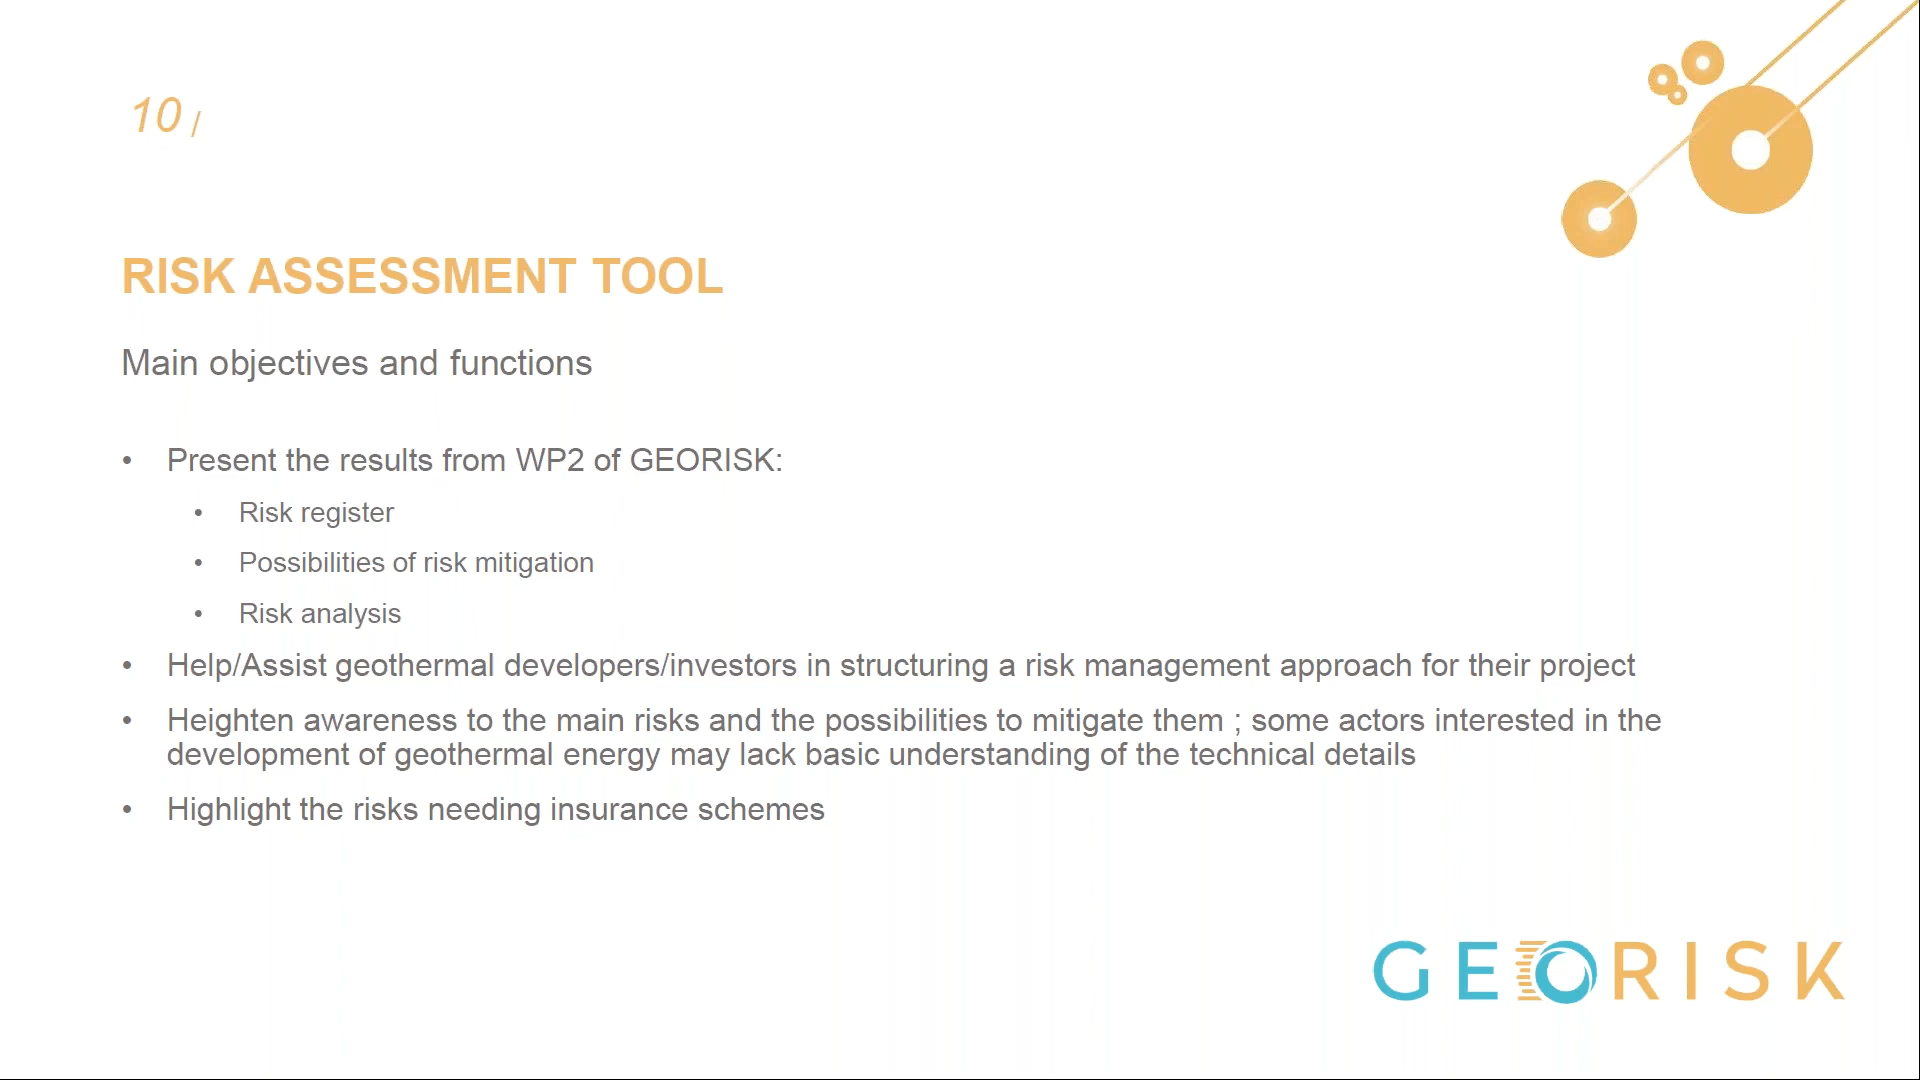 10 /
RISK ASSESSMENT TOOL
Main objectives and functions
• Present the results from WP2 of GEORISK:
• Risk register
• Possibilities of risk mitigation
• Risk analysis
• Help/Assist geothermal developers/investors in structuring a risk management approach for their project
• Heighten awareness to the main risks and the possibilities to mitigate them ; some actors interested in the
development of geothermal energy may lack basic understanding of the technical details
• Highlight the risks needing insurance schemes
GEORISK